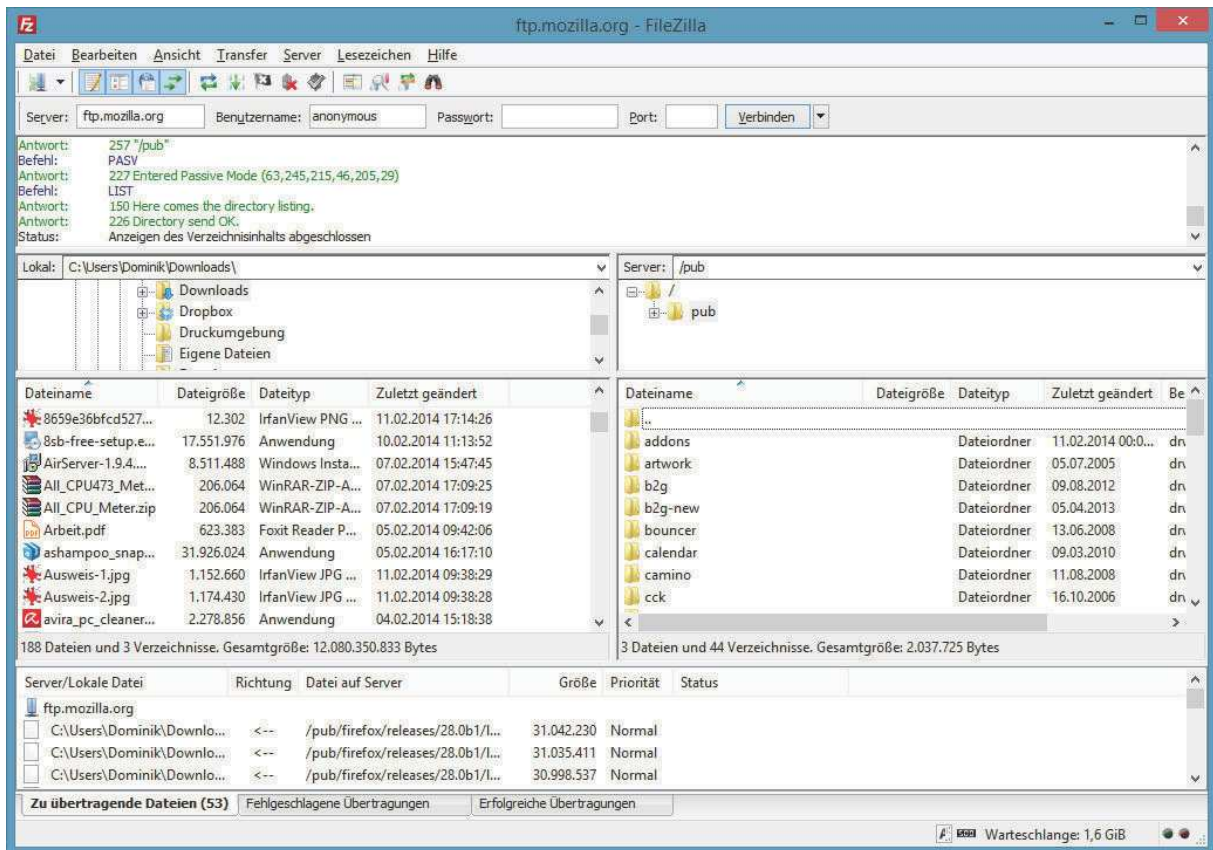 ftp.mozilla.org - FileZilla
Datei Bearbeiten Ansicht Transfer Server Lesezeichen Hilfe
Server: ftp.mozilla.org Benutzername: anonymous Passwort: Port: Verbinden
Antwort: 257 "/pub"
Befehl: PASV
Antwort: 227 Entered Passive Mode (63,245,215,46,205,29)
Befehl: LIST
Antwort: 150 Here comes the directory listing.
Antwort: 226 Directory send OK.
Status: Anzeigen des Verzeichnisinhalts abgeschlossen
Lokal: C:\Users\Dominik\Downloads\
Downloads
Dropbox
Druckumgebung
Eigene Dateien
Server: /pub
/
pub
Dateiname Dateigröße Dateityp Zuletzt geändert
8659e36bfcd527... 12.302 IrfanView PNG ... 11.02.2014 17:14:26
8sb-free-setup.e... 17.551.976 Anwendung 10.02.2014 11:13:52
AirServer-1.9.4.... 8.511.488 Windows Insta... 07.02.2014 15:47:45
All_CPU473_Met... 206.064 WinRAR-ZIP-A... 07.02.2014 17:09:25
All_CPU_Meter.zip 206.064 WinRAR-ZIP-A... 07.02.2014 17:09:19
Arbeit.pdf 623.383 Foxit Reader P... 05.02.2014 09:42:06
ashampoo_snap... 31.926.024 Anwendung 05.02.2014 16:17:10
Ausweis-1.jpg 1.152.660 IrfanView JPG ... 11.02.2014 09:38:29
Ausweis-2.jpg 1.174.430 IrfanView JPG ... 11.02.2014 09:38:28
avira_pc_cleaner... 2.278.856 Anwendung 04.02.2014 15:18:38
188 Dateien und 3 Verzeichnisse. Gesamtgröße: 12.080.350.833 Bytes
Dateiname Dateigröße Dateityp Zuletzt geändert Be
..
addons Dateiordner 11.02.2014 00:0... drv
artwork Dateiordner 05.07.2005 drv
b2g Dateiordner 09.08.2012 drv
b2g-new Dateiordner 05.04.2013 drv
bouncer Dateiordner 13.06.2008 drv
calendar Dateiordner 09.03.2010 drv
camino Dateiordner 11.08.2008 drv
cck Dateiordner 16.10.2006 drv
3 Dateien und 44 Verzeichnisse. Gesamtgröße: 2.037.725 Bytes
Server/Lokale Datei Richtung Datei auf Server Größe Priorität Status
ftp.mozilla.org
C:\Users\Dominik\Downlo... <-- /pub/firefox/releases/28.0b1/l... 31.042.230 Normal
C:\Users\Dominik\Downlo... <-- /pub/firefox/releases/28.0b1/l... 31.035.411 Normal
C:\Users\Dominik\Downlo... <-- /pub/firefox/releases/28.0b1/l... 30.998.537 Normal
Zu übertragende Dateien (53) Fehlgeschlagene Übertragungen Erfolgreiche Übertragungen
Warteschlange: 1,6 GiB